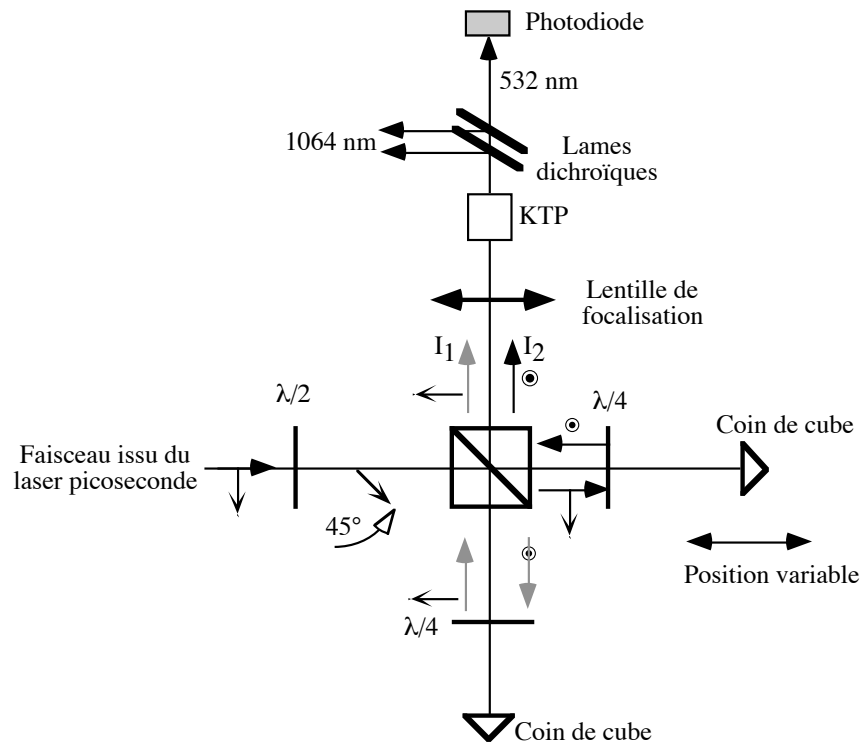 Photodiode
532 nm
1064 nm
Lames
dichroïques
KTP
Lentille de
focalisation
I1
I2
λ/2
λ/4
Coin de cube
Faisceau issu du
laser picoseconde
45°
Position variable
λ/4
Coin de cube